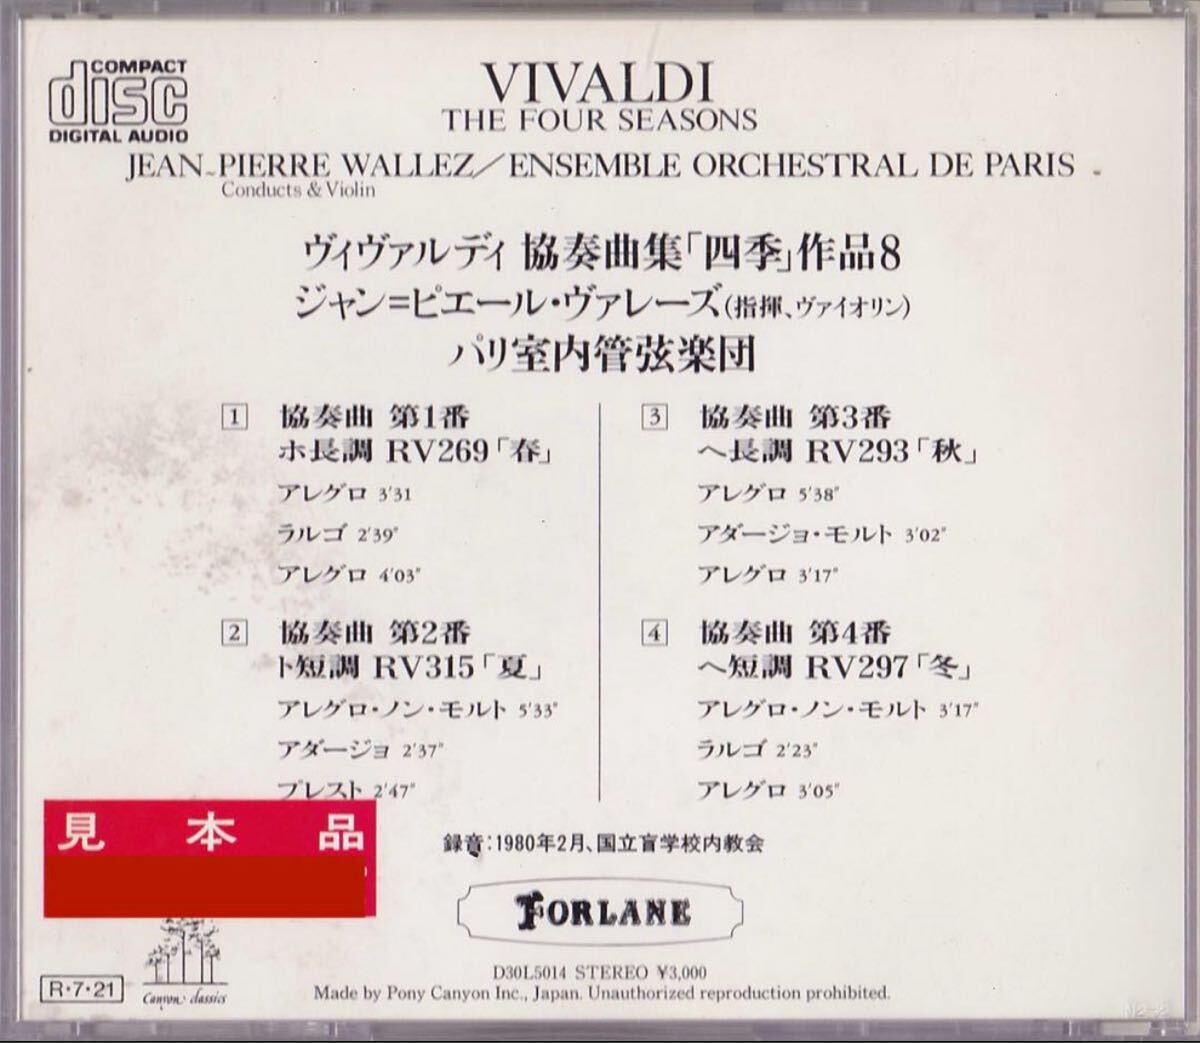 COMPACT
disc
DIGITAL AUDIO
VIVALDI
THE FOUR SEASONS
JEAN-PIERRE WALLEZ/ENSEMBLE ORCHESTRAL DE PARIS
Conducts & Violin
ヴィヴァルディ 協奏曲集「四季」作品8
ジャン=ピエール・ヴァレーズ(指揮、ヴァイオリン)
パリ室内管弦楽団
1 協奏曲 第1番
ホ長調 RV269「春」
アレグロ 3'31
ラルゴ 2'39"
アレグロ 4'03"
2 協奏曲 第2番
ト短調 RV315「夏」
アレグロ・ノン・モルト 5'33"
アダージョ 2'37"
プレスト 2'47"
3 協奏曲 第3番
ヘ長調 RV293「秋」
アレグロ 5'38"
アダージョ・モルト 3'02"
アレグロ 3'17"
4 協奏曲 第4番
ヘ短調 RV297「冬」
アレグロ・ノン・モルト 3'17"
ラルゴ 2'23"
アレグロ 3'05"
見本品
録音:1980年2月、国立盲学校内教会
FORLANE
D30L5014 STEREO ¥3,000
Made by Pony Canyon Inc., Japan. Unauthorized reproduction prohibited.
R・7・21
Canyon classics